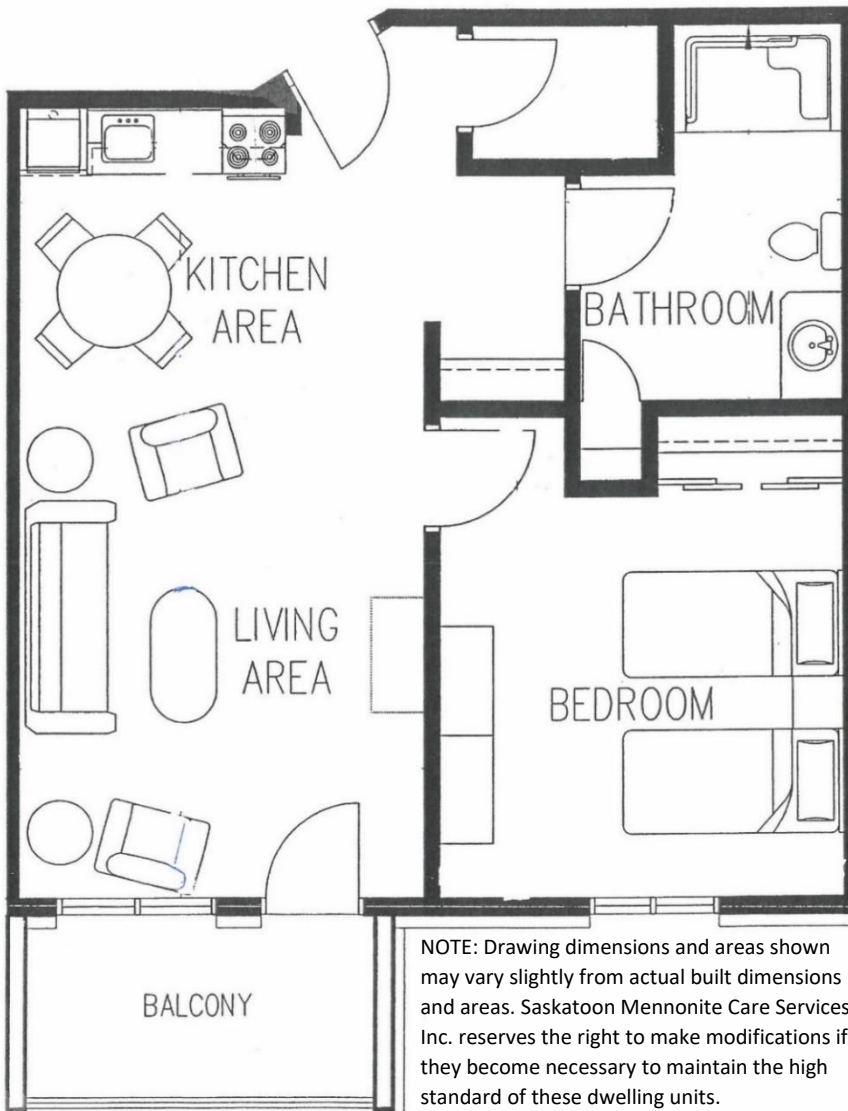 KITCHEN
AREA
BATHROOM
LIVING
AREA
BEDROOM
BALCONY
NOTE: Drawing dimensions and areas shown
may vary slightly from actual built dimensions
and areas. Saskatoon Mennonite Care Services
Inc. reserves the right to make modifications if
they become necessary to maintain the high
standard of these dwelling units.